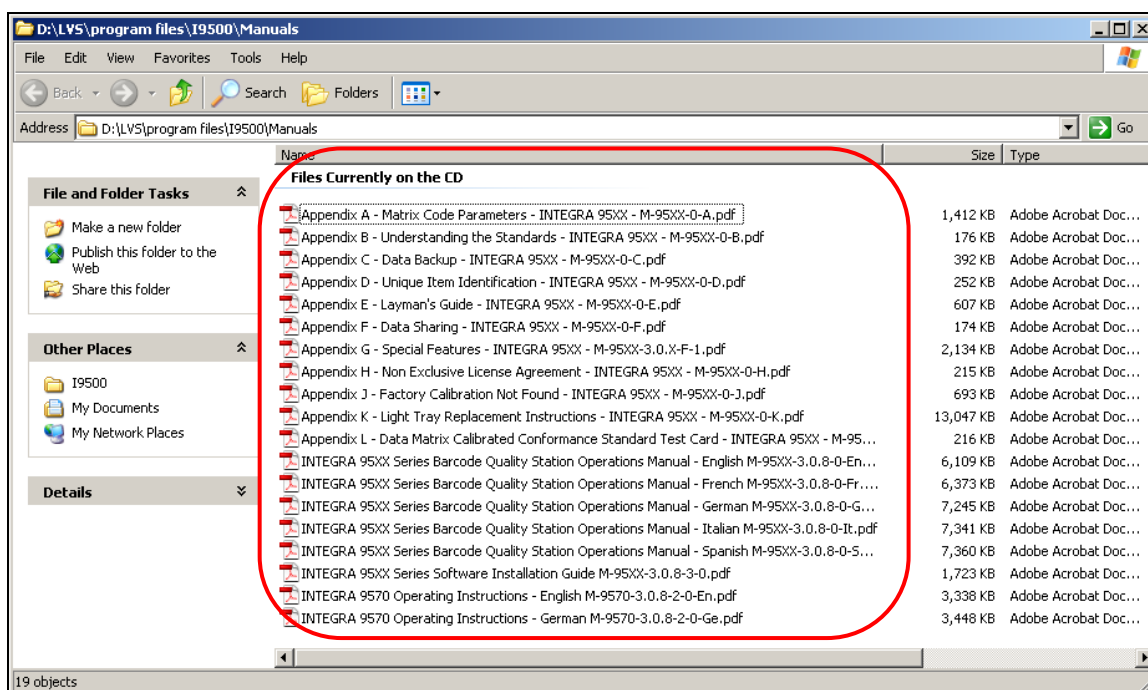 D:\LVS\program files\I9500\Manuals
File Edit View Favorites Tools Help
Back Search Folders
Address D:\LVS\program files\I9500\Manuals Go
File and Folder Tasks
Make a new folder
Publish this folder to the
Web
Share this folder
Other Places
I9500
My Documents
My Network Places
Details
Name Size Type
Files Currently on the CD
Appendix A - Matrix Code Parameters - INTEGRA 95XX - M-95XX-0-A.pdf 1,412 KB Adobe Acrobat Doc...
Appendix B - Understanding the Standards - INTEGRA 95XX - M-95XX-0-B.pdf 176 KB Adobe Acrobat Doc...
Appendix C - Data Backup - INTEGRA 95XX - M-95XX-0-C.pdf 392 KB Adobe Acrobat Doc...
Appendix D - Unique Item Identification - INTEGRA 95XX - M-95XX-0-D.pdf 252 KB Adobe Acrobat Doc...
Appendix E - Layman's Guide - INTEGRA 95XX - M-95XX-0-E.pdf 607 KB Adobe Acrobat Doc...
Appendix F - Data Sharing - INTEGRA 95XX - M-95XX-0-F.pdf 174 KB Adobe Acrobat Doc...
Appendix G - Special Features - INTEGRA 95XX - M-95XX-3.0.X-F-1.pdf 2,134 KB Adobe Acrobat Doc...
Appendix H - Non Exclusive License Agreement - INTEGRA 95XX - M-95XX-0-H.pdf 215 KB Adobe Acrobat Doc...
Appendix J - Factory Calibration Not Found - INTEGRA 95XX - M-95XX-0-J.pdf 693 KB Adobe Acrobat Doc...
Appendix K - Light Tray Replacement Instructions - INTEGRA 95XX - M-95XX-0-K.pdf 13,047 KB Adobe Acrobat Doc...
Appendix L - Data Matrix Calibrated Conformance Standard Test Card - INTEGRA 95XX - M-95... 216 KB Adobe Acrobat Doc...
INTEGRA 95XX Series Barcode Quality Station Operations Manual - English M-95XX-3.0.8-0-En... 6,109 KB Adobe Acrobat Doc...
INTEGRA 95XX Series Barcode Quality Station Operations Manual - French M-95XX-3.0.8-0-Fr.... 6,373 KB Adobe Acrobat Doc...
INTEGRA 95XX Series Barcode Quality Station Operations Manual - German M-95XX-3.0.8-0-G... 7,245 KB Adobe Acrobat Doc...
INTEGRA 95XX Series Barcode Quality Station Operations Manual - Italian M-95XX-3.0.8-0-It.pdf 7,341 KB Adobe Acrobat Doc...
INTEGRA 95XX Series Barcode Quality Station Operations Manual - Spanish M-95XX-3.0.8-0-S... 7,360 KB Adobe Acrobat Doc...
INTEGRA 95XX Series Software Installation Guide M-95XX-3.0.8-3-0.pdf 1,723 KB Adobe Acrobat Doc...
INTEGRA 9570 Operating Instructions - English M-9570-3.0.8-2-0-En.pdf 3,338 KB Adobe Acrobat Doc...
INTEGRA 9570 Operating Instructions - German M-9570-3.0.8-2-0-Ge.pdf 3,448 KB Adobe Acrobat Doc...
19 objects